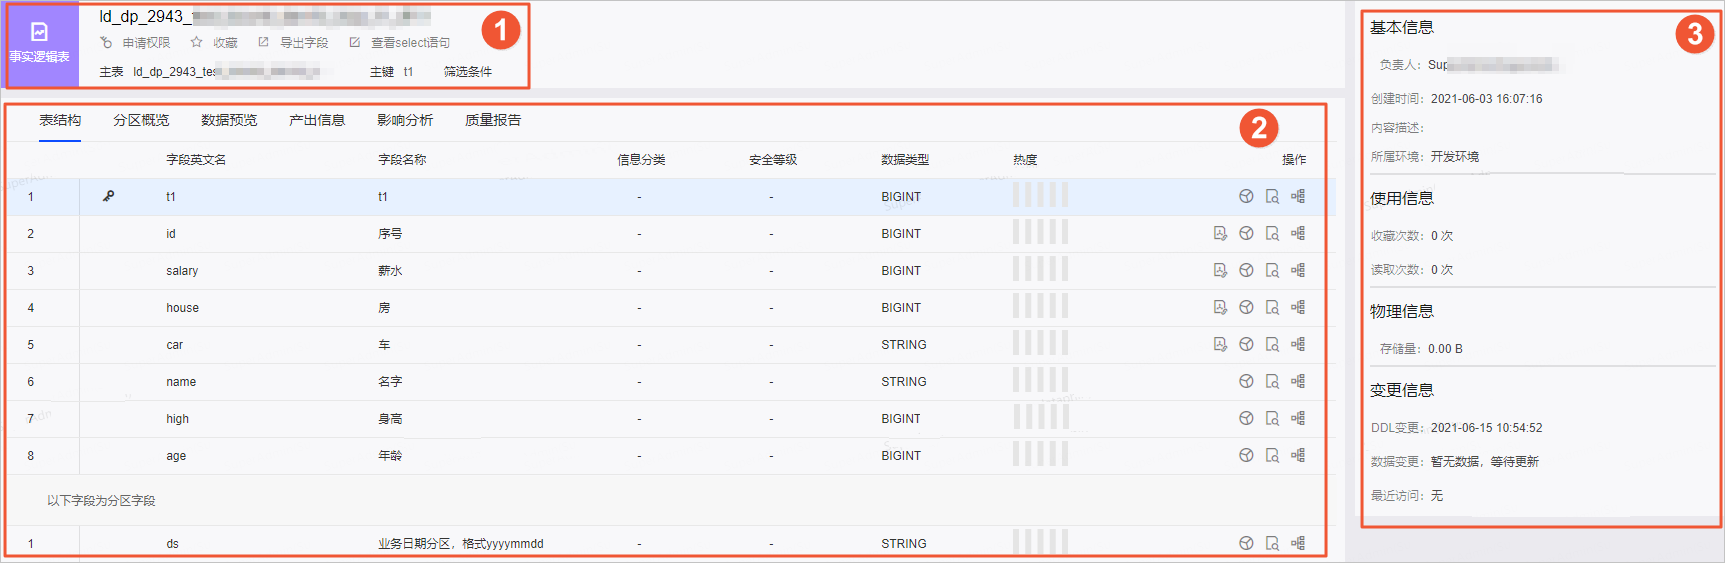 ld_dp_2943_
申请权限 收藏 导出字段 查看select语句
事实逻辑表
主表 ld_dp_2943_tes 主键 t1 筛选条件
1
表结构 分区概览 数据预览 产出信息 影响分析 质量报告
2
字段英文名 字段名称 信息分类 安全等级 数据类型 热度 操作
1 t1 t1 - - BIGINT
2 id 序号 - - BIGINT
3 salary 薪水 - - BIGINT
4 house 房 - - BIGINT
5 car 车 - - STRING
6 name 名字 - - STRING
7 high 身高 - - BIGINT
8 age 年龄 - - BIGINT
以下字段为分区字段
1 ds 业务日期分区，格式yyyymmdd - - STRING
3
基本信息
负责人： Sup
创建时间： 2021-06-03 16:07:16
内容描述：
所属环境： 开发环境
使用信息
收藏次数： 0 次
读取次数： 0 次
物理信息
存储量： 0.00 B
变更信息
DDL变更： 2021-06-15 10:54:52
数据变更： 暂无数据，等待更新
最近访问： 无